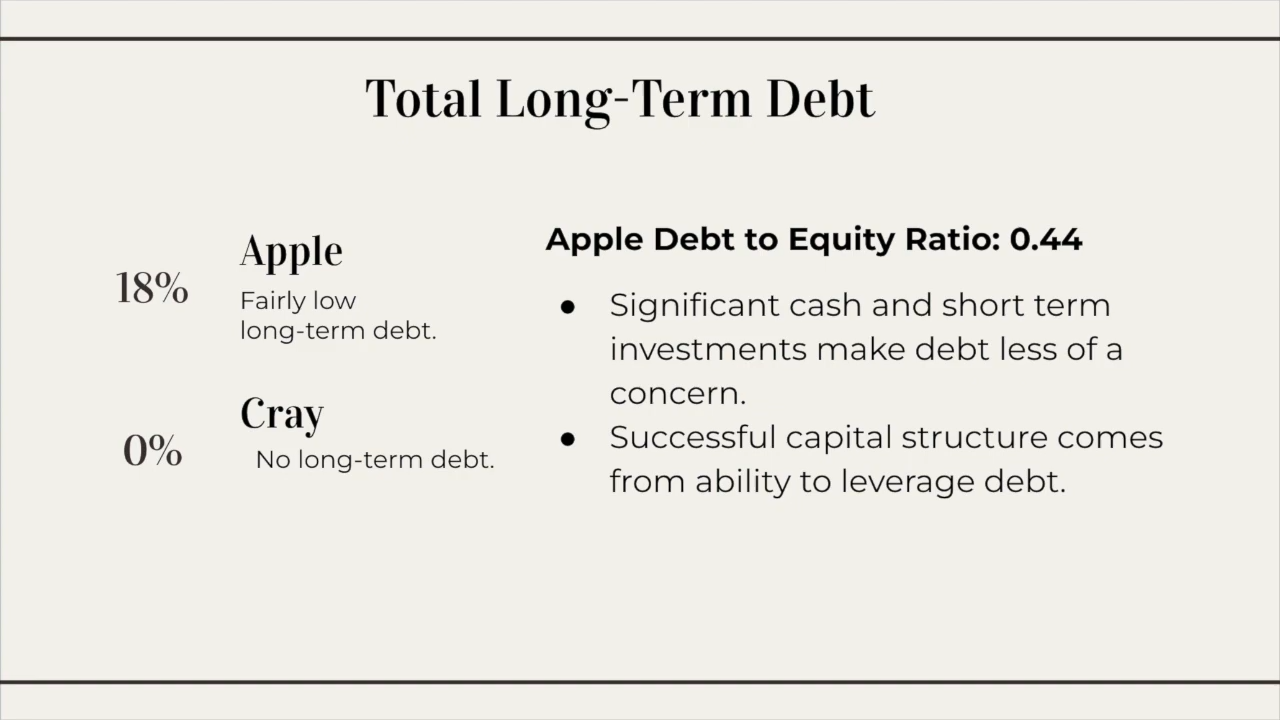 Total Long-Term Debt
18%
Apple
Fairly low
long-term debt.
0%
Cray
No long-term debt.
Apple Debt to Equity Ratio: 0.44
● Significant cash and short term
investments make debt less of a
concern.
● Successful capital structure comes
from ability to leverage debt.